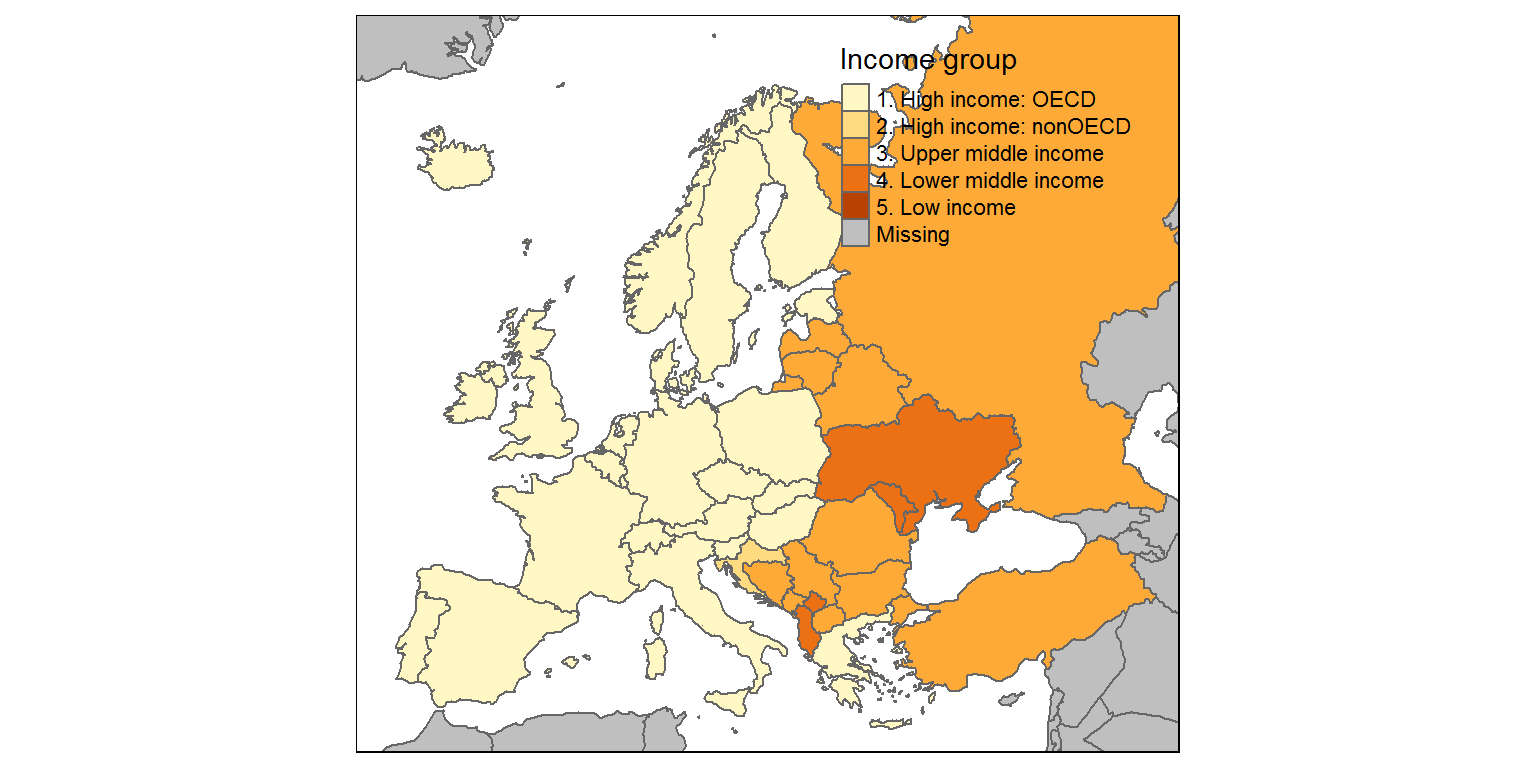 Income group
1. High income: OECD
2. High income: nonOECD
3. Upper middle income
4. Lower middle income
5. Low income
Missing